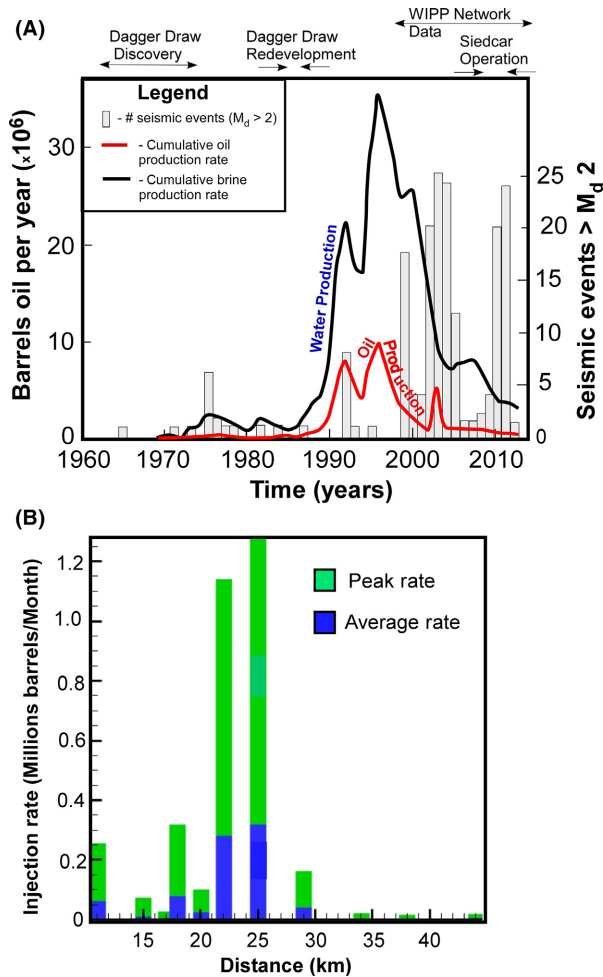 (A)
Dagger Draw
Discovery
Dagger Draw
Redevelopment
WIPP Network
Data
Siedcar
Operation
Legend
- # seismic events (Md > 2)
- Cumulative oil
production rate
- Cumulative brine
production rate
Barrels oil per year (x10⁶)
30
20
10
0
Water Production
Oil
Production
Seismic events > Md 2
25
20
15
10
5
0
1960 1970 1980 1990 2000 2010
Time (years)
(B)
Peak rate
Average rate
Injection rate (Millions barrels/Month)
1.2
1.0
0.8
0.6
0.4
0.2
0
15 20 25 30 35 40
Distance (km)